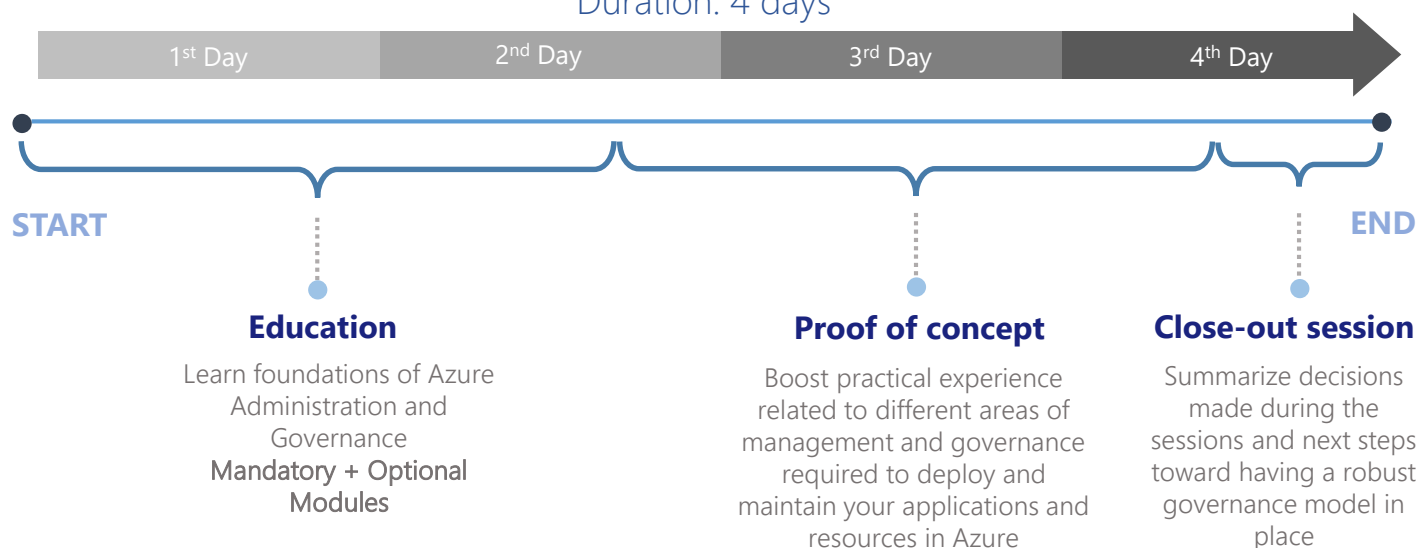 Duration: 4 days
1st Day
2nd Day
3rd Day
4th Day
START
END
Education
Learn foundations of Azure
Administration and
Governance
Mandatory + Optional
Modules
Proof of concept
Boost practical experience
related to different areas of
management and governance
required to deploy and
maintain your applications and
resources in Azure
Close-out session
Summarize decisions
made during the
sessions and next steps
toward having a robust
governance model in
place